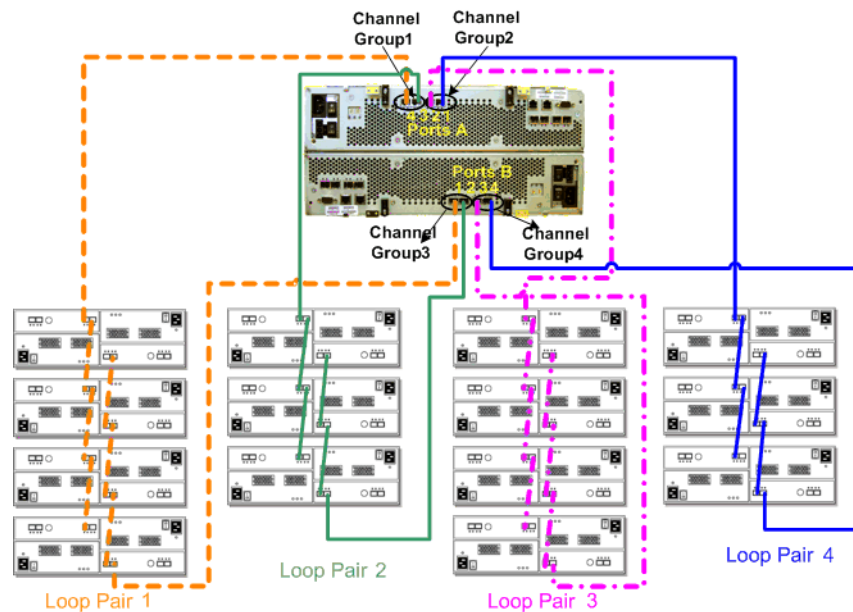 Channel
Group1
Channel
Group2
4 3 2 1
Ports A
Ports B
1 2 3 4
Channel
Group3
Channel
Group4
Loop Pair 1
Loop Pair 2
Loop Pair 3
Loop Pair 4